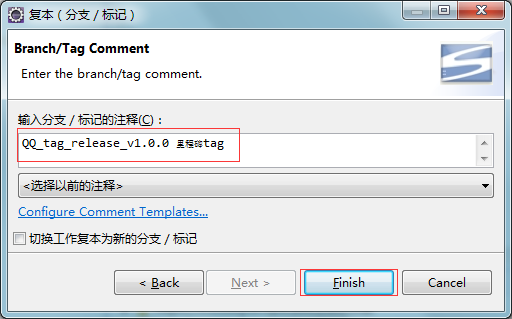 复本（分支／标记）
Branch/Tag Comment
Enter the branch/tag comment.
输入分支／标记的注释(C)：
QQ_tag_release_v1.0.0 里程碑tag
<选择以前的注释>
Configure Comment Templates...
切换工作复本为新的分支／标记
< Back
Next >
Finish
Cancel